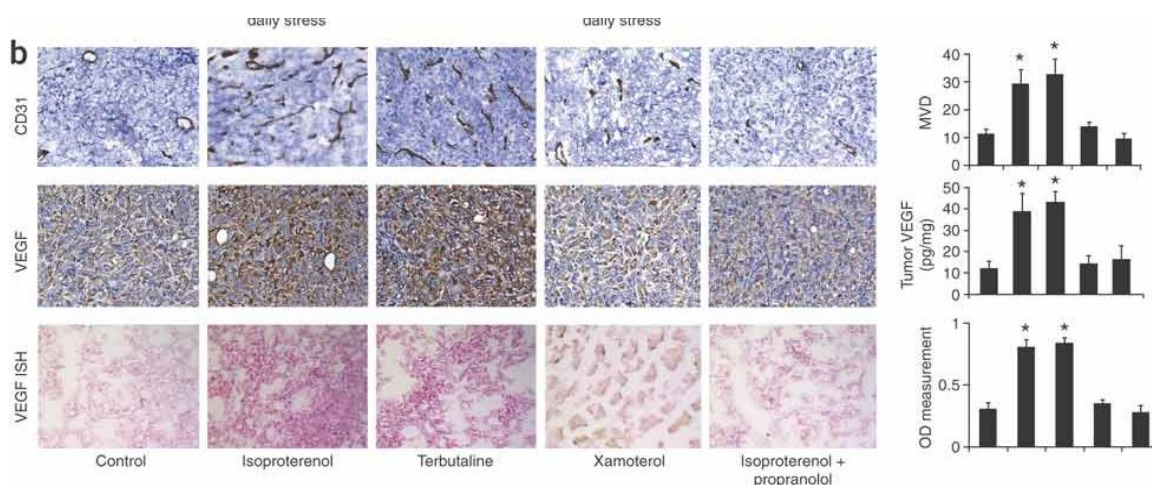 daily stress
daily stress
b
CD31
VEGF
VEGF ISH
Control
Isoproterenol
Terbutaline
Xamoterol
Isoproterenol +
propranolol
MVD
40
30
20
10
0
*
*
Tumor VEGF
(pg/mg)
50
40
30
20
10
0
*
*
OD measurement
1
0.5
0
*
*